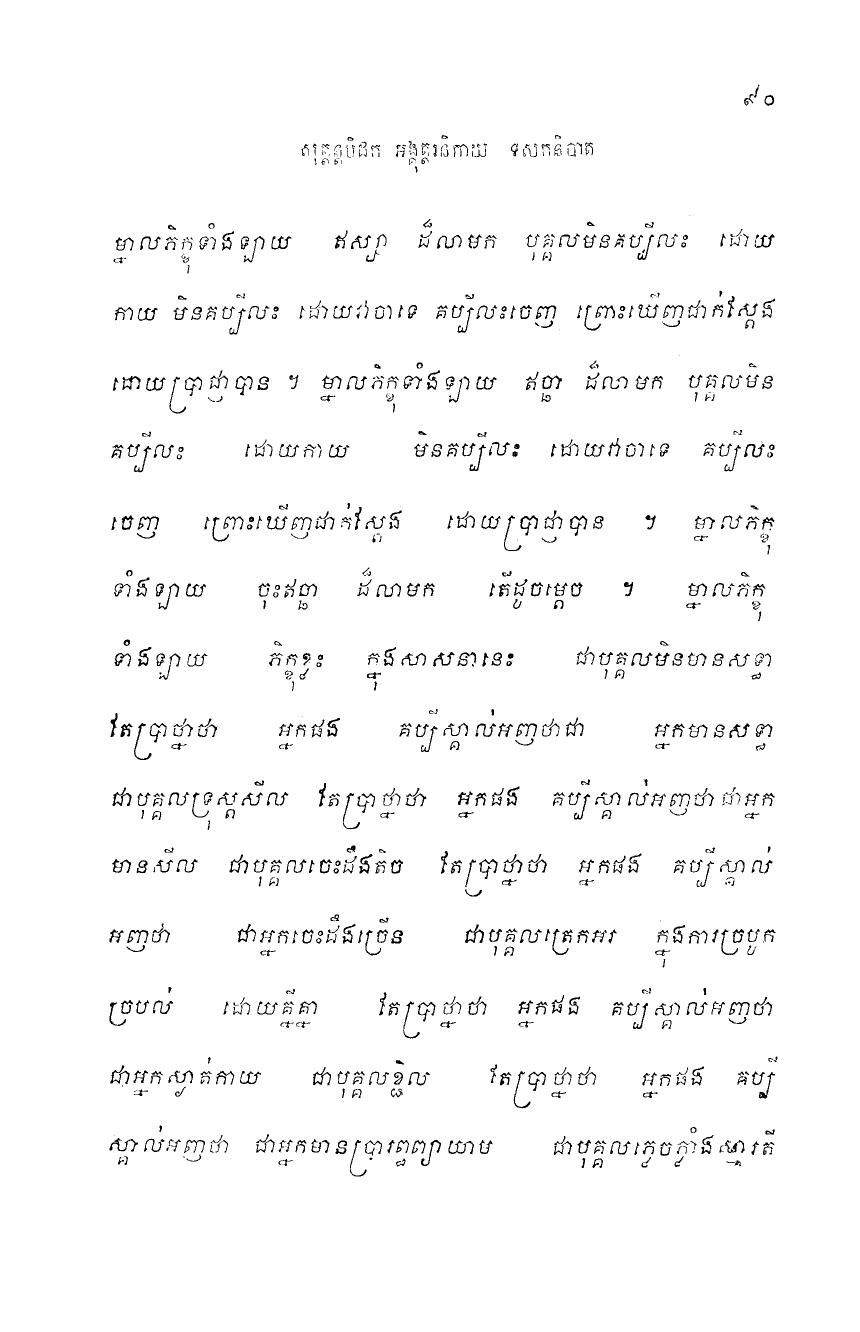 ៩០
សុត្តន្តបិដក អង្គុត្តរនិកាយ ទសកនិបាត
ម្នាលភិក្ខុទាំងឡាយ ឥស្សា ដ៏លាមក បុគ្គលមិនគប្បីលះ ដោយ
កាយ មិនគប្បីលះ ដោយវាចាទេ គប្បីលះចេញ ព្រោះឃើញជាក់ស្តែង
ដោយប្រាជ្ញាបាន ។ ម្នាលភិក្ខុទាំងឡាយ ឥច្ឆា ដ៏លាមក បុគ្គលមិន
គប្បីលះ ដោយកាយ មិនគប្បីលះ ដោយវាចាទេ គប្បីលះ
ចេញ ព្រោះឃើញជាក់ស្តែង ដោយប្រាជ្ញាបាន ។ ម្នាលភិក្ខុ
ទាំងឡាយ ចុះឥច្ឆា ដ៏លាមក តើដូចម្តេច ។ ម្នាលភិក្ខុ
ទាំងឡាយ ភិក្ខុខ្លះ ក្នុងសាសនានេះ ជាបុគ្គលមិនមានសទ្ធា
តែប្រាថ្នាថា អ្នកផង គប្បីស្គាល់អញថាជា អ្នកមានសទ្ធា
ជាបុគ្គលទ្រុស្តសីល តែប្រាថ្នាថា អ្នកផង គប្បីស្គាល់អញថាជាអ្នក
មានសីល ជាបុគ្គលចេះដឹងតិច តែប្រាថ្នាថា អ្នកផង គប្បីស្គាល់
អញថា ជាអ្នកចេះដឹងច្រើន ជាបុគ្គលត្រេកអរ ក្នុងការច្របូក
ច្របល់ ដោយគ្នីគ្នា តែប្រាថ្នាថា អ្នកផង គប្បីស្គាល់អញថា
ជាអ្នកស្ងាត់កាយ ជាបុគ្គលខ្ជិល តែប្រាថ្នាថា អ្នកផង គប្បី
ស្គាល់អញថា ជាអ្នកមានប្រារព្ធព្យាយាម ជាបុគ្គលភ្លេចភ្លាំងស្មារតី